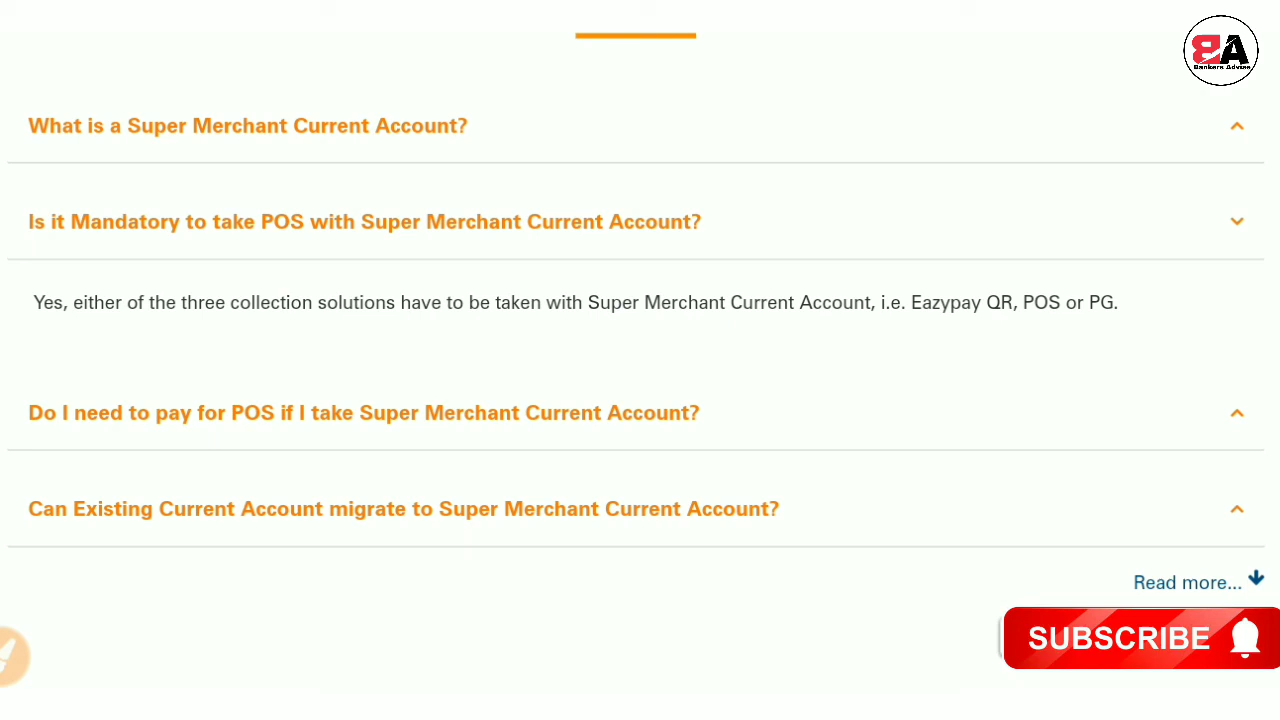 BA
Bankers Advise
What is a Super Merchant Current Account?
Is it Mandatory to take POS with Super Merchant Current Account?
Yes, either of the three collection solutions have to be taken with Super Merchant Current Account, i.e. Eazypay QR, POS or PG.
Do I need to pay for POS if I take Super Merchant Current Account?
Can Existing Current Account migrate to Super Merchant Current Account?
Read more...
SUBSCRIBE